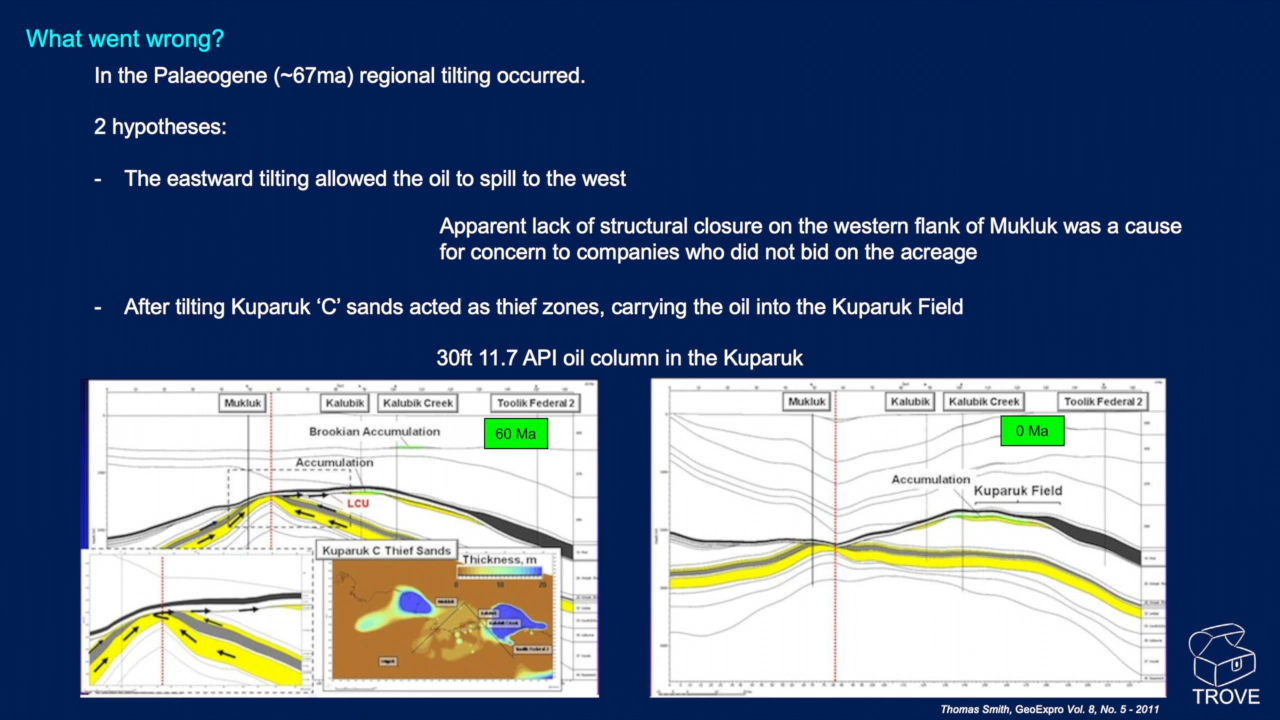 What went wrong?
In the Palaeogene (~67ma) regional tilting occurred.
2 hypotheses:
- The eastward tilting allowed the oil to spill to the west
Apparent lack of structural closure on the western flank of Mukluk was a cause
for concern to companies who did not bid on the acreage
- After tilting Kuparuk ‘C’ sands acted as thief zones, carrying the oil into the Kuparuk Field
30ft 11.7 API oil column in the Kuparuk
Mukluk Kalubik Kalubik Creek Toolik Federal 2
Brookian Accumulation
60 Ma
Accumulation
LCU
Kuparuk C Thief Sands
Thickness, m
Mukluk Kalubik Kalubik Creek Toolik Federal 2
0 Ma
Accumulation
Kuparuk Field
TROVE
Thomas Smith, GeoExpro Vol. 8, No. 5 - 2011